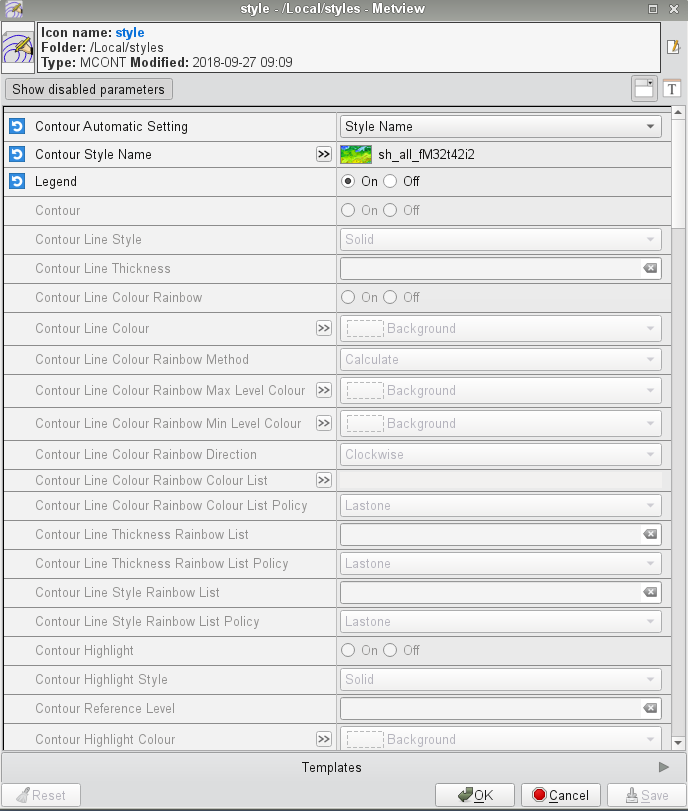 style - /Local/styles - Metview
Icon name: style
Folder: /Local/styles
Type: MCONT Modified: 2018-09-27 09:09
Show disabled parameters
T
Contour Automatic Setting Style Name
Contour Style Name >> sh_all_fM32t42i2
Legend On Off
Contour On Off
Contour Line Style Solid
Contour Line Thickness
Contour Line Colour Rainbow On Off
Contour Line Colour >> Background
Contour Line Colour Rainbow Method Calculate
Contour Line Colour Rainbow Max Level Colour >> Background
Contour Line Colour Rainbow Min Level Colour >> Background
Contour Line Colour Rainbow Direction Clockwise
Contour Line Colour Rainbow Colour List >>
Contour Line Colour Rainbow Colour List Policy Lastone
Contour Line Thickness Rainbow List
Contour Line Thickness Rainbow List Policy Lastone
Contour Line Style Rainbow List
Contour Line Style Rainbow List Policy Lastone
Contour Highlight On Off
Contour Highlight Style Solid
Contour Reference Level
Contour Highlight Colour >> Background
Templates
Reset OK Cancel Save